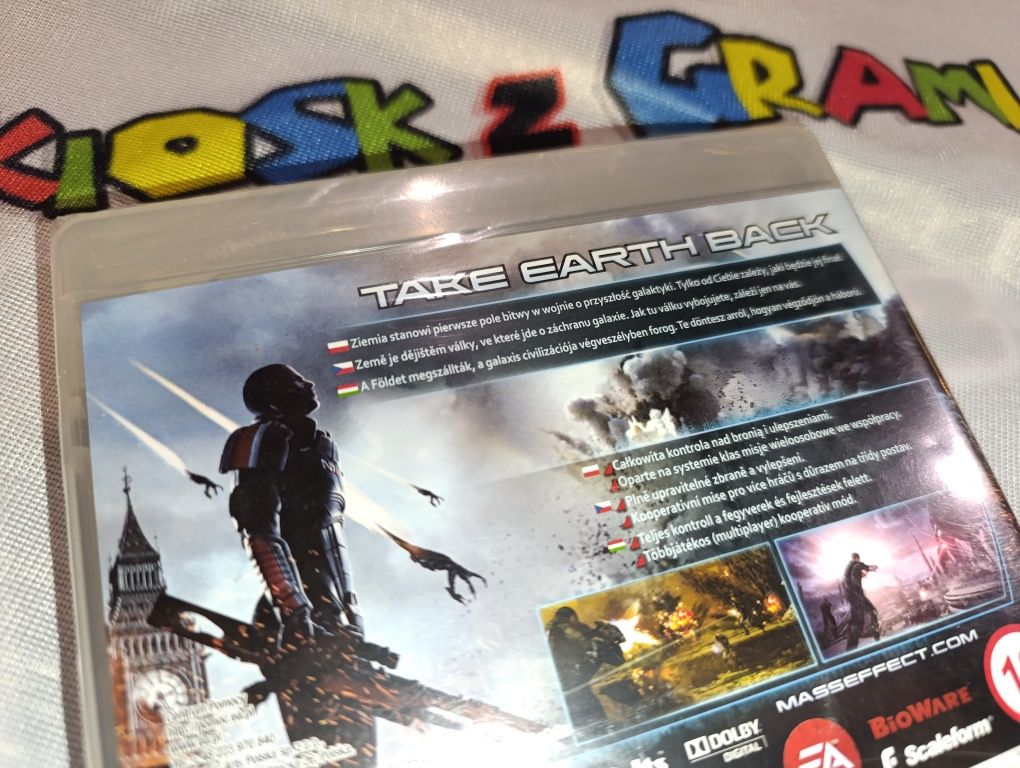 KIOSK Z GRAMI
TAKE EARTH BACK
Ziemia stanowi pierwsze pole bitwy w wojnie o przyszłość galaktyki. Tylko od Ciebie zależy, jaki będzie jej finał.
Země je dějištěm války, ve které jde o záchranu galaxie. Jak tu válku vybojujete, záleží jen na vás.
A Földet megszállták, a galaxis civilizációja végveszélyben forog. Te döntesz arról, hogyan végződjön a háború.
Całkowita kontrola nad bronią i ulepszeniami.
Oparte na systemie klas misje wieloosobowe we współpracy.
Plně upravitelné zbraně a vylepšení.
Kooperativní mise pro více hráčů s důrazem na třídy postav.
Teljes kontroll a fegyverek és fejlesztések felett.
Többjátékos (multiplayer) kooperatív mód.
MASSEFFECT.COM
DOLBY
DIGITAL
EA
BIOWARE
Scaleform